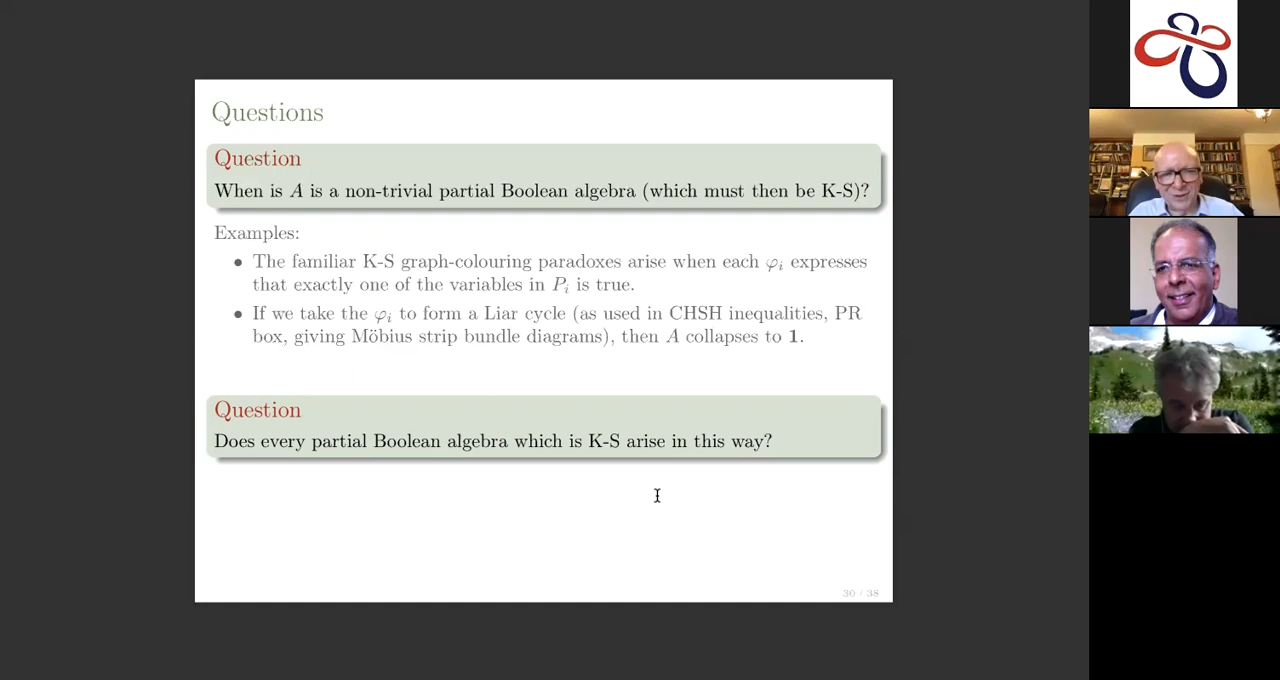 Questions
Question
When is A is a non-trivial partial Boolean algebra (which must then be K-S)?
Examples:
• The familiar K-S graph-colouring paradoxes arise when each φᵢ expresses
that exactly one of the variables in Pᵢ is true.
• If we take the φᵢ to form a Liar cycle (as used in CHSH inequalities, PR
box, giving Möbius strip bundle diagrams), then A collapses to 1.
Question
Does every partial Boolean algebra which is K-S arise in this way?
30 / 38